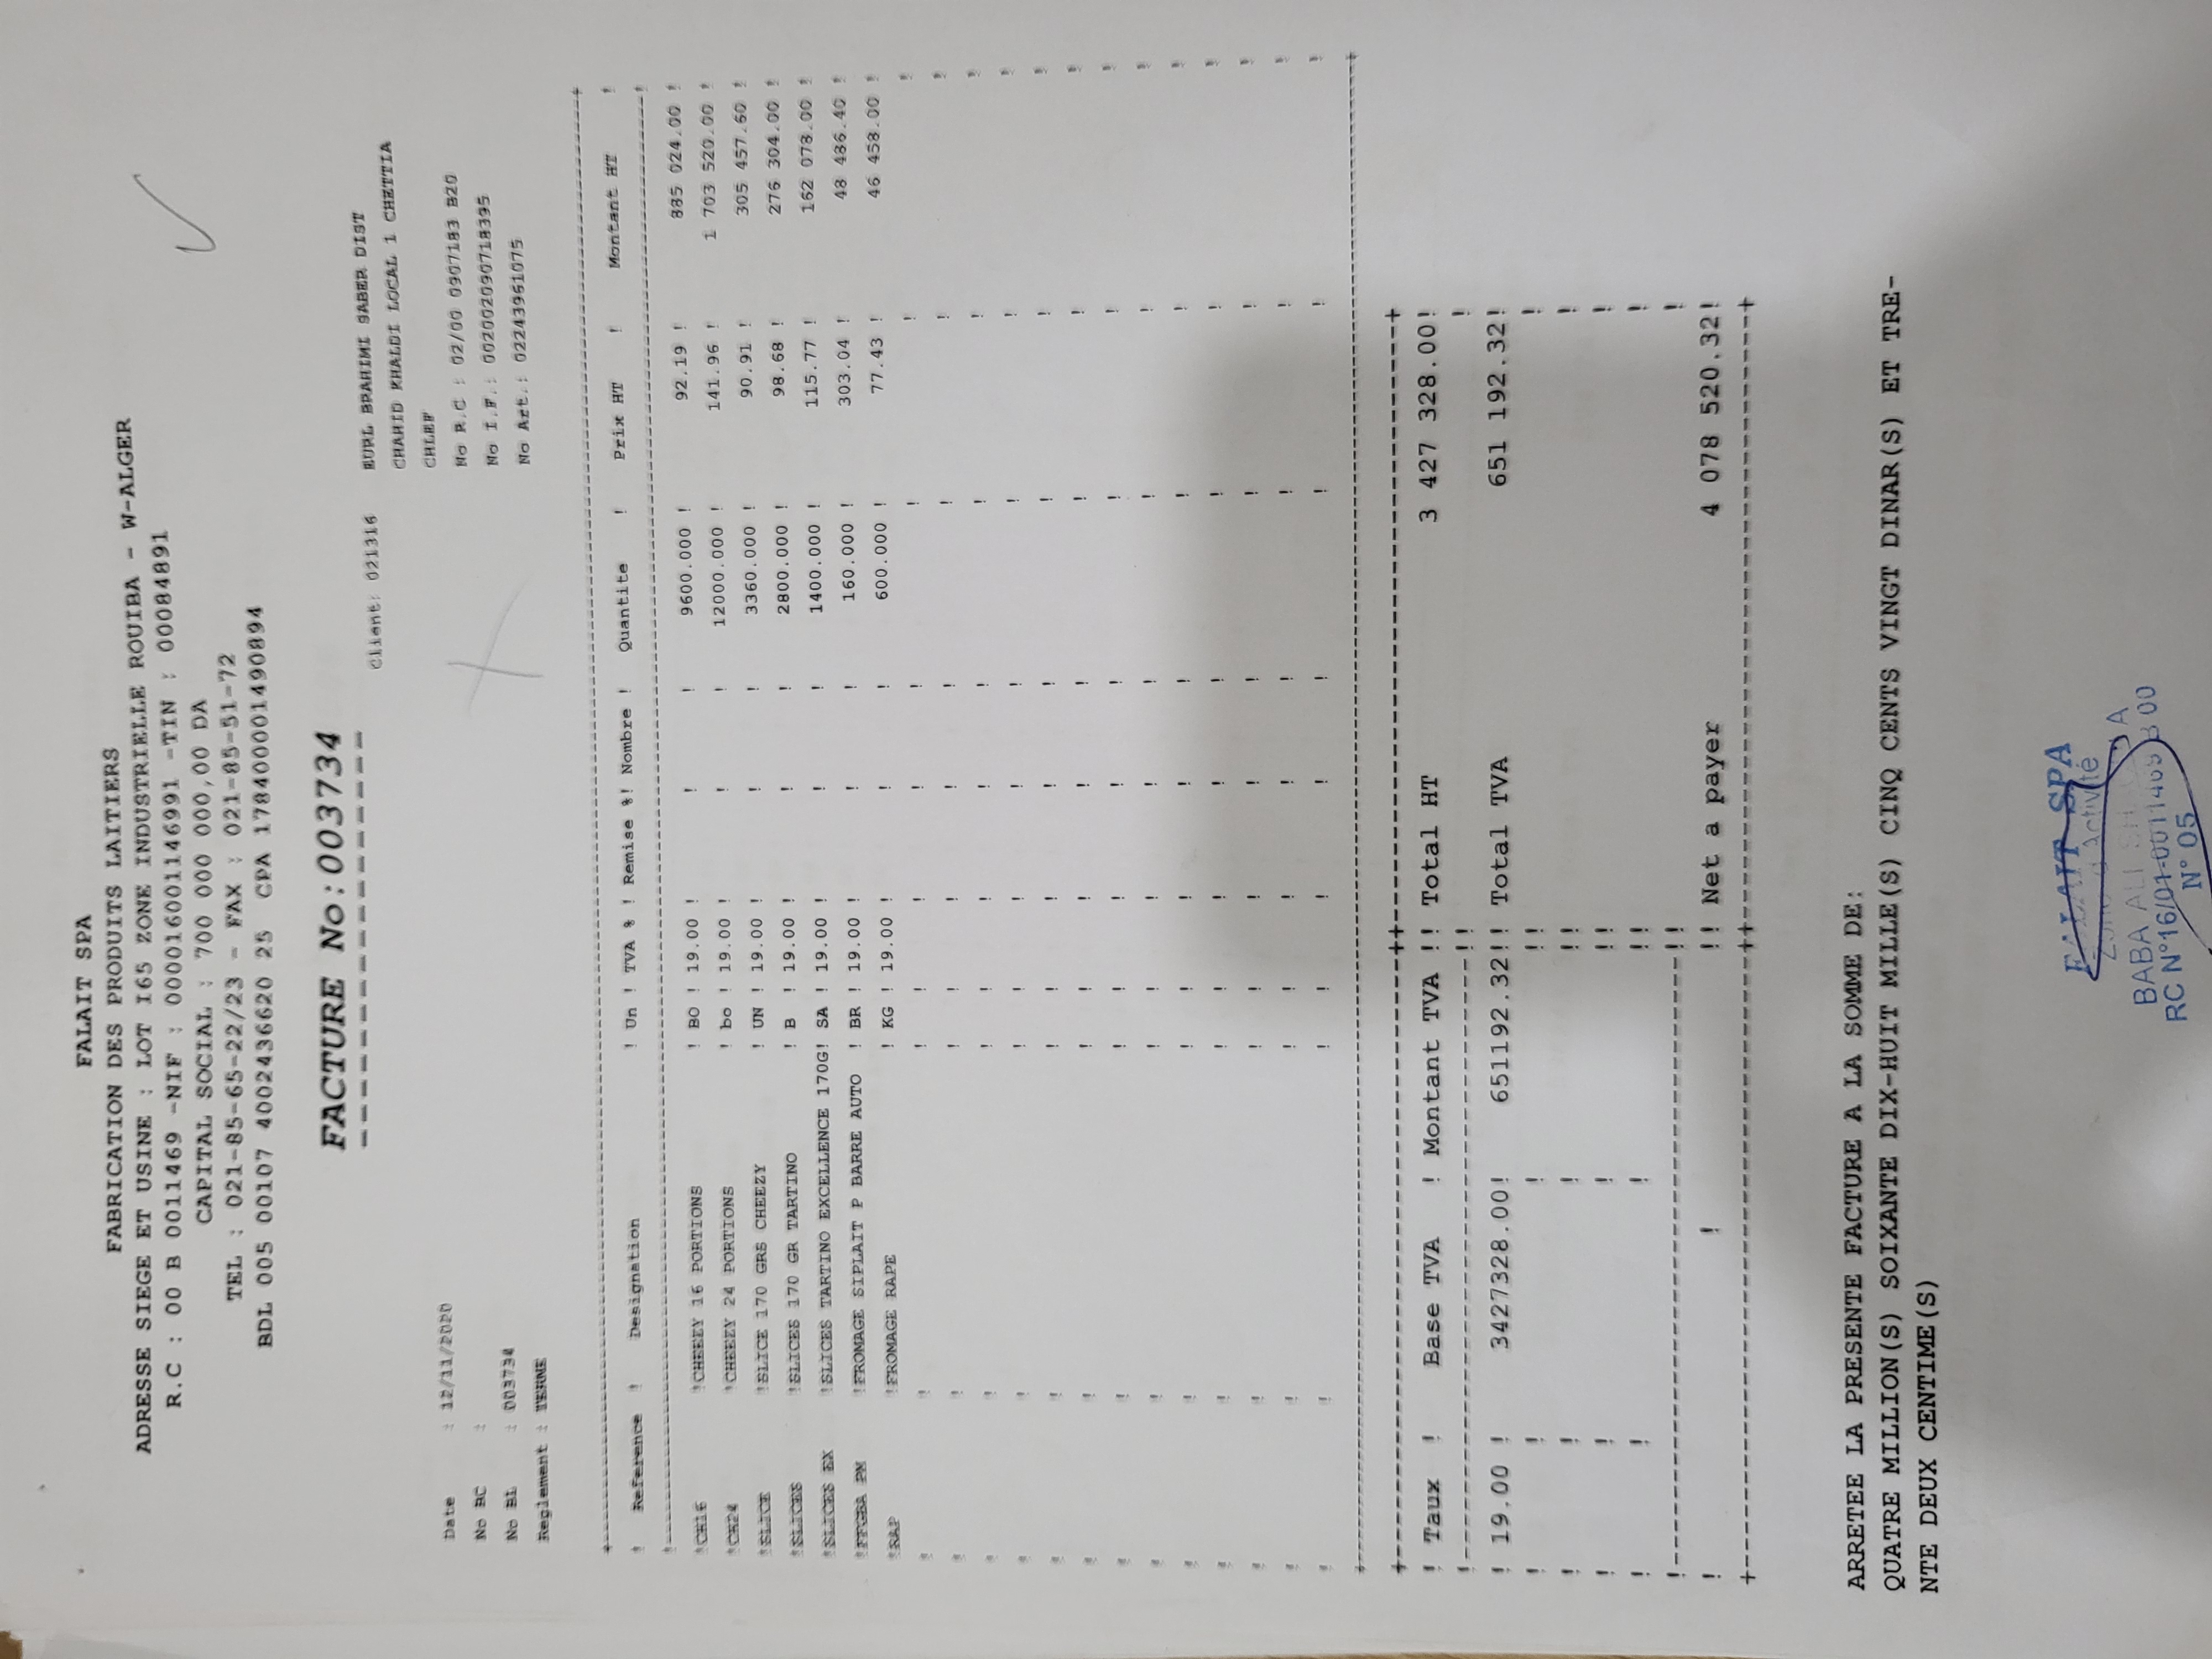 FALAIT SPA
FABRICATION DES PRODUITS LAITIERS
ADRESSE SIEGE ET USINE : LOT I65 ZONE INDUSTRIELLE ROUIBA - W-ALGER
R.C : 00 B 0011469 -NIF : 000016001146991 -TIN : 00084891
CAPITAL SOCIAL : 700 000 000,00 DA
TEL : 021-85-65-22/23 - FAX : 021-85-51-72
BDL 005 00107 4002436620 25 CPA 178400001490894
FACTURE No:003734
Client: 021316 EURL BRAHIMI SABER DIST
CHAHID KHALDI LOCAL 1 CHETTIA
CHLEF
No R.C : 02/00 0907183 B20
No I.F.: 002002090718395
No Art.: 02243961075
Date : 12/11/2020
No BC :
No BL : 003734
Reglement : TERME
! Reference ! Designation ! Un ! TVA % ! Remise %! Nombre ! Quantite ! Prix HT ! Montant HT !
!CH16 !CHEEZY 16 PORTIONS ! BO ! 19.00 ! ! ! 9600.000 ! 92.19 ! 885 024.00 !
!CH24 !CHEEZY 24 PORTIONS ! bo ! 19.00 ! ! ! 12000.000 ! 141.96 ! 1 703 520.00 !
!SLICE !SLICE 170 GRS CHEEZY ! UN ! 19.00 ! ! ! 3360.000 ! 90.91 ! 305 457.60 !
!SLICES !SLICES 170 GR TARTINO ! B ! 19.00 ! ! ! 2800.000 ! 98.68 ! 276 304.00 !
!SLICES EX !SLICES TARTINO EXCELLENCE 170G! SA ! 19.00 ! ! ! 1400.000 ! 115.77 ! 162 078.00 !
!FFGBA PM !FROMAGE SIPLAIT P BARRE AUTO ! BR ! 19.00 ! ! ! 160.000 ! 303.04 ! 48 486.40 !
!RAP !FROMAGE RAPE ! KG ! 19.00 ! ! ! 600.000 ! 77.43 ! 46 458.00 !
! Taux ! Base TVA ! Montant TVA !! Total HT 3 427 328.00!
! 19.00 ! 3427328.00! 651192.32!! Total TVA 651 192.32!
! ! !! Net a payer 4 078 520.32!
ARRETEE LA PRESENTE FACTURE A LA SOMME DE:
QUATRE MILLION(S) SOIXANTE DIX-HUIT MILLE(S) CINQ CENTS VINGT DINAR(S) ET TRE-
NTE DEUX CENTIME(S)
FALAIT SPA
Zone d'Activité
BABA ALI
RC N°16/01-0011469 B 00
N° 05